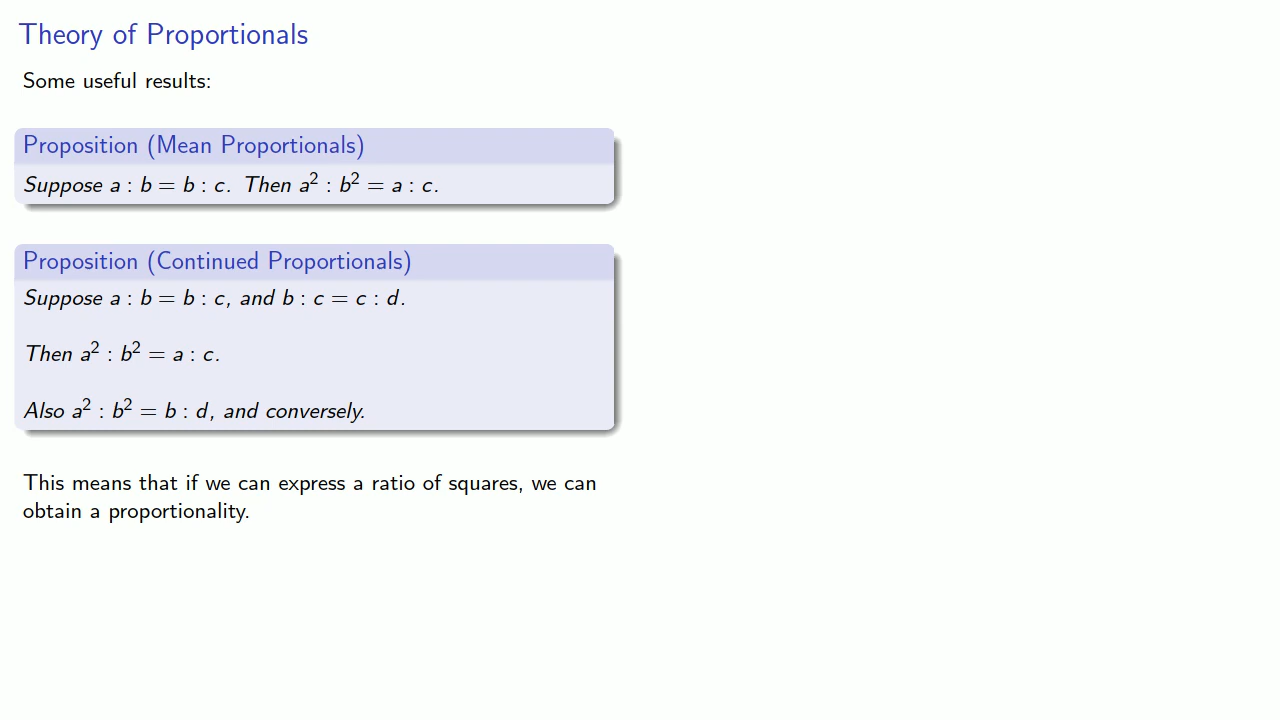 Theory of Proportionals
Some useful results:
Proposition (Mean Proportionals)
Suppose a : b = b : c. Then a² : b² = a : c.
Proposition (Continued Proportionals)
Suppose a : b = b : c, and b : c = c : d.
Then a² : b² = a : c.
Also a² : b² = b : d, and conversely.
This means that if we can express a ratio of squares, we can
obtain a proportionality.